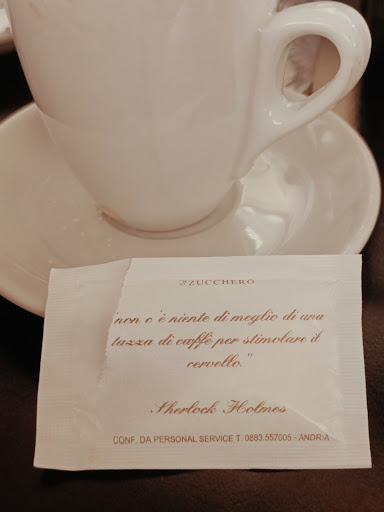 ZUCCHERO
"non c'è niente di meglio di una
tazza di caffè per stimolare il
cervello."
Sherlock Holmes
CONF. DA PERSONAL SERVICE T. 0883.557005 - ANDRIA